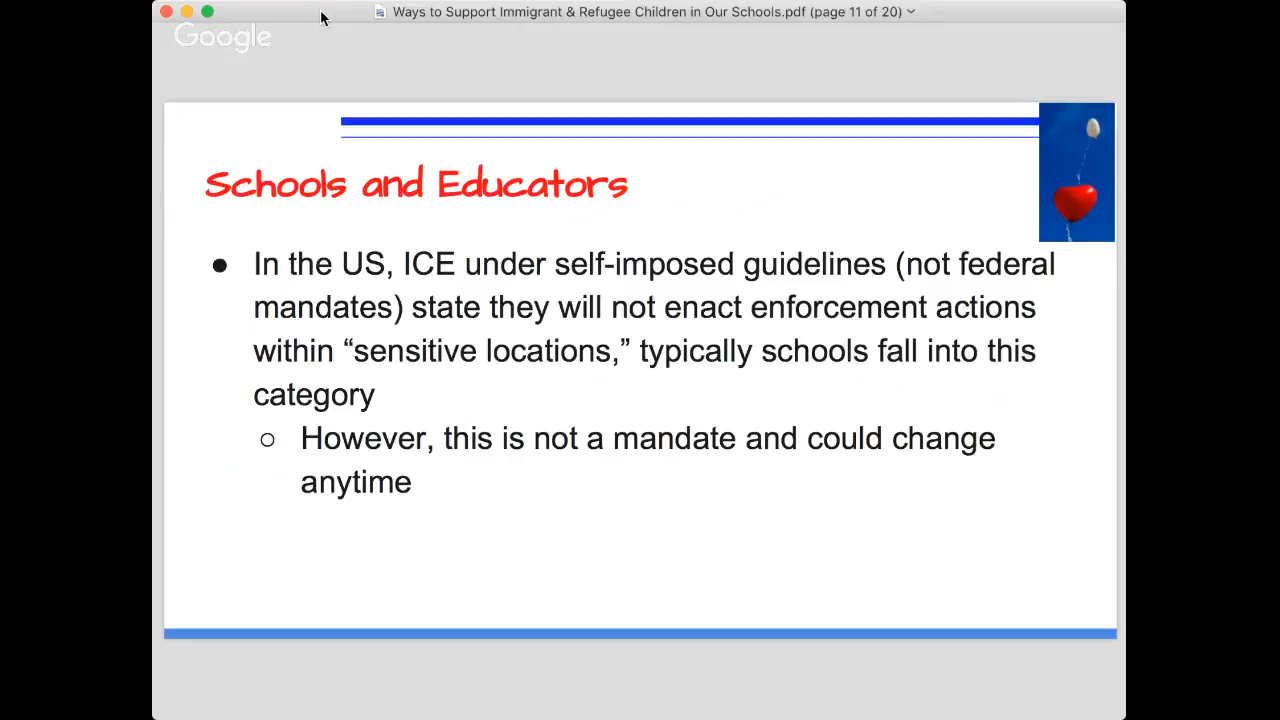 Ways to Support Immigrant & Refugee Children in Our Schools.pdf (page 11 of 20)
Google
Schools and Educators
● In the US, ICE under self-imposed guidelines (not federal
mandates) state they will not enact enforcement actions
within “sensitive locations,” typically schools fall into this
category
○ However, this is not a mandate and could change
anytime